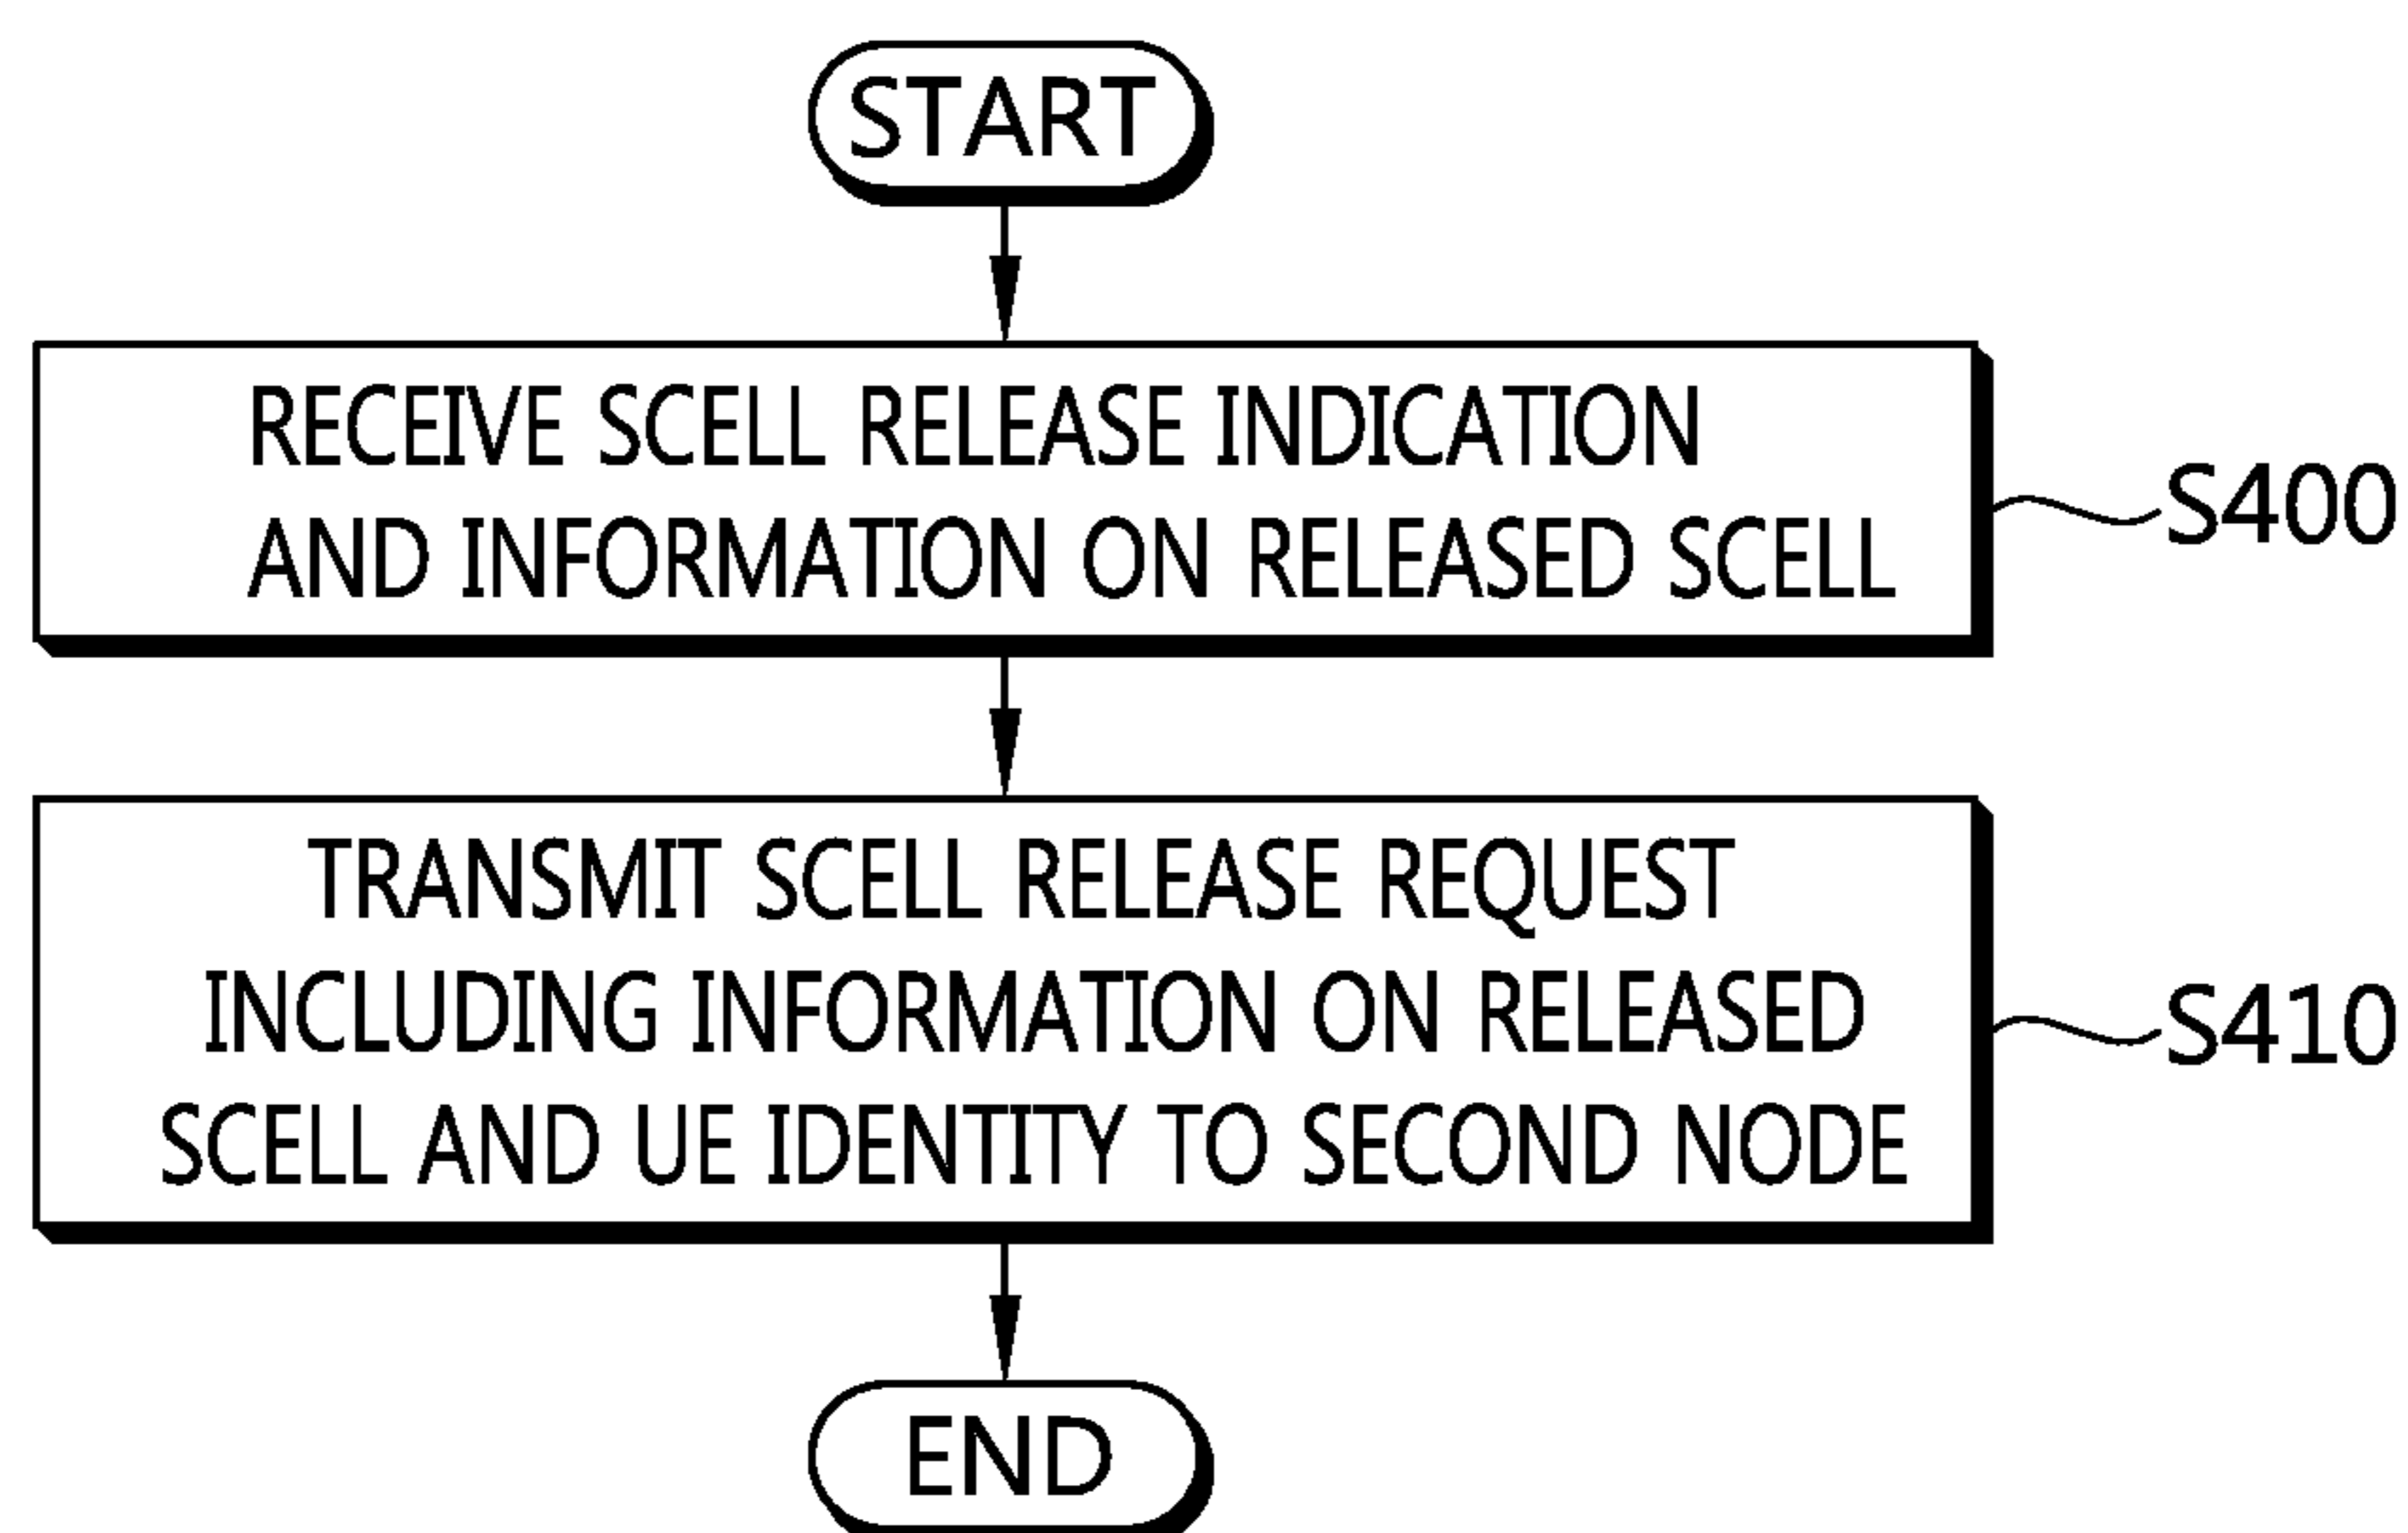 START
RECEIVE SCELL RELEASE INDICATION
AND INFORMATION ON RELEASED SCELL
S400
TRANSMIT SCELL RELEASE REQUEST
INCLUDING INFORMATION ON RELEASED
SCELL AND UE IDENTITY TO SECOND NODE
S410
END